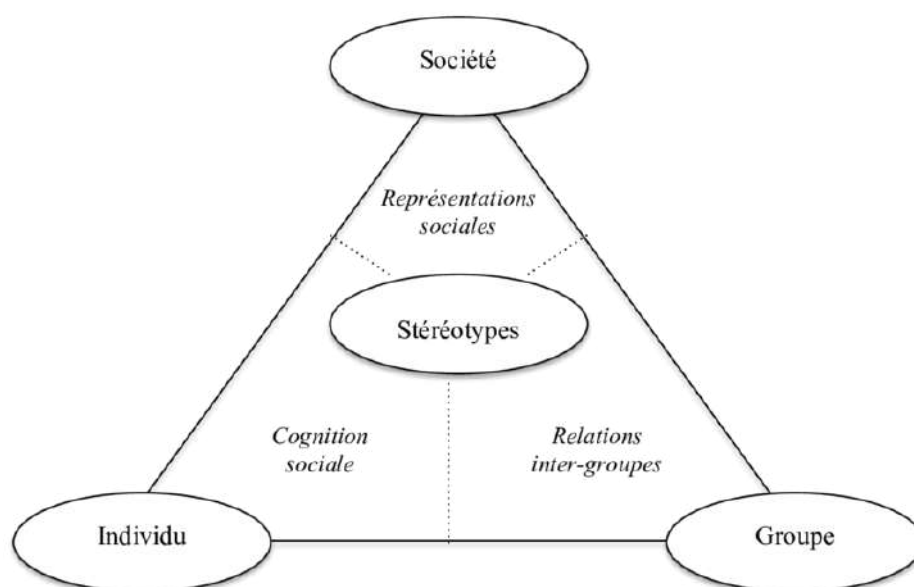 Société
Représentations
sociales
Stéréotypes
Cognition
sociale
Relations
inter-groupes
Individu
Groupe